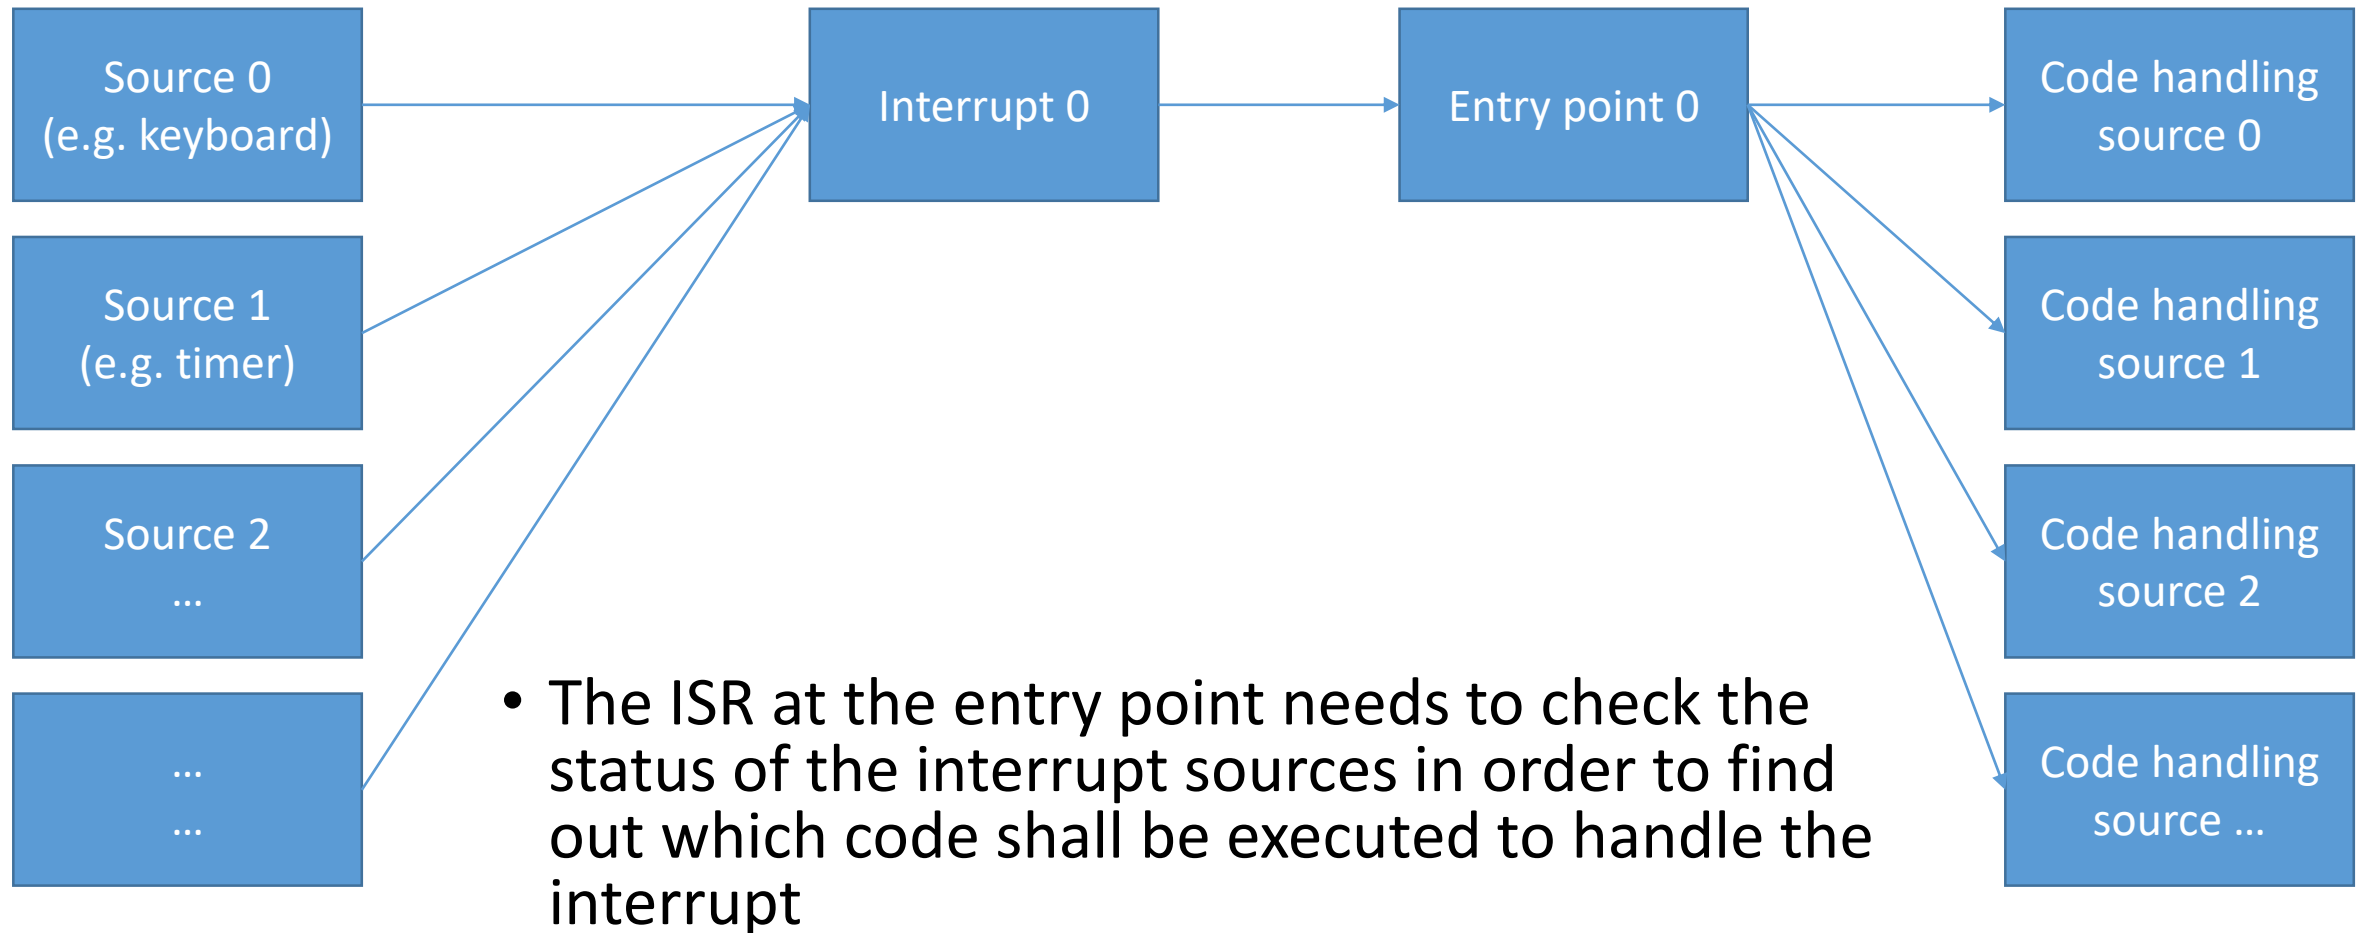 Source 0
(e.g. keyboard)
Interrupt 0
Entry point 0
Code handling
source 0
Source 1
(e.g. timer)
Code handling
source 1
Source 2
...
Code handling
source 2
...
...
Code handling
source ...
• The ISR at the entry point needs to check the
status of the interrupt sources in order to find
out which code shall be executed to handle the
interrupt